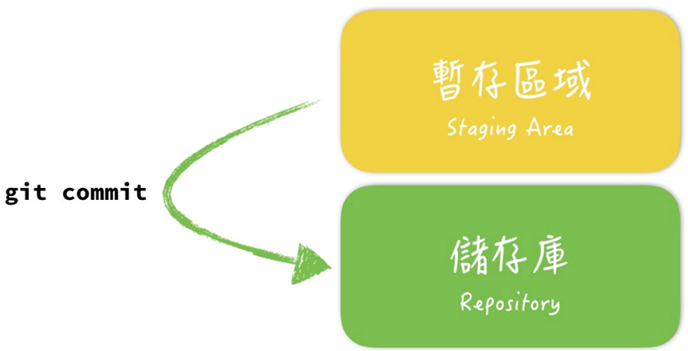 暫存區域
Staging Area
git commit
儲存庫
Repository